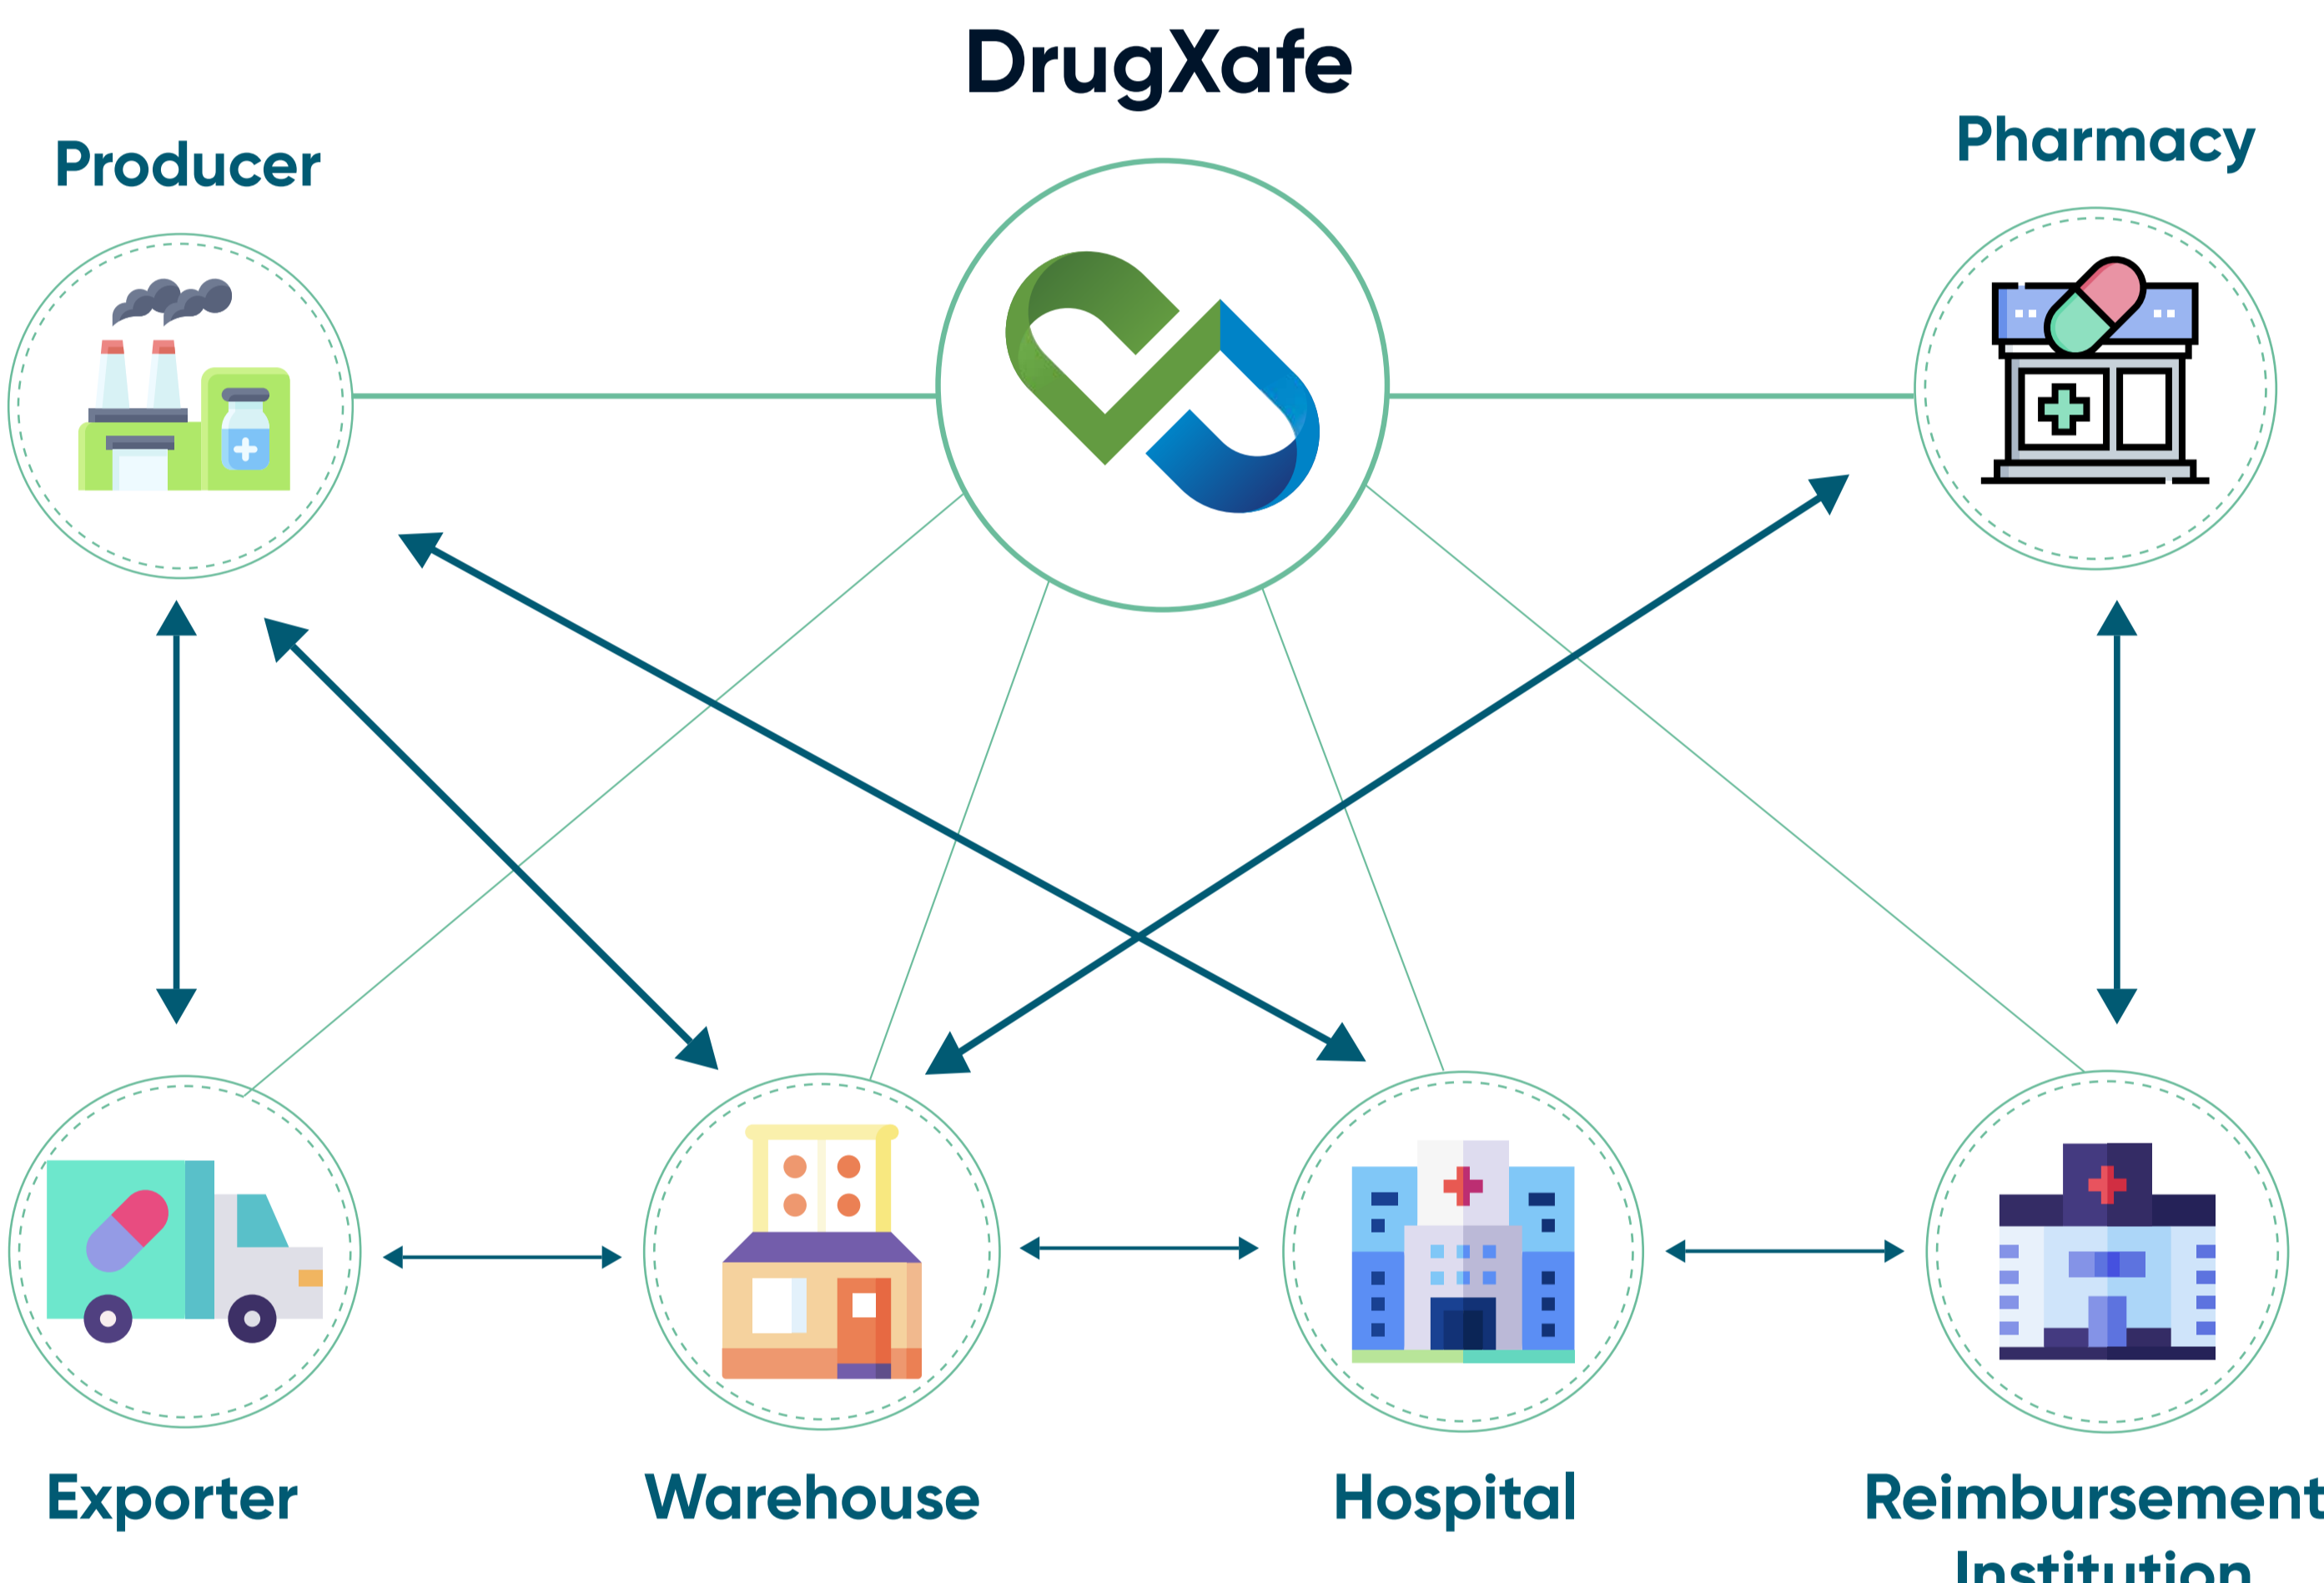 DrugXafe
Producer
Pharmacy
Exporter
Warehouse
Hospital
Reimbursement
Institution